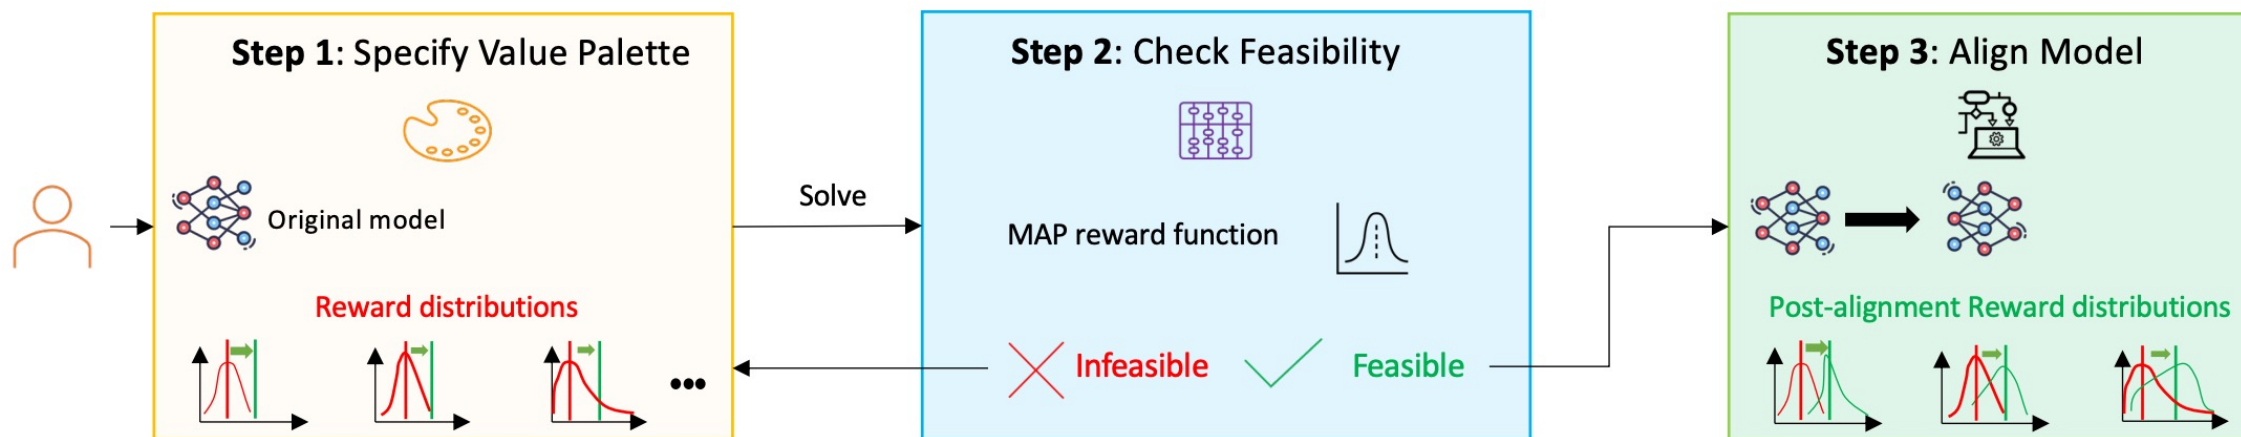 Step 1: Specify Value Palette
Original model
Reward distributions
Solve
Step 2: Check Feasibility
MAP reward function
Infeasible
Feasible
Step 3: Align Model
Post-alignment Reward distributions